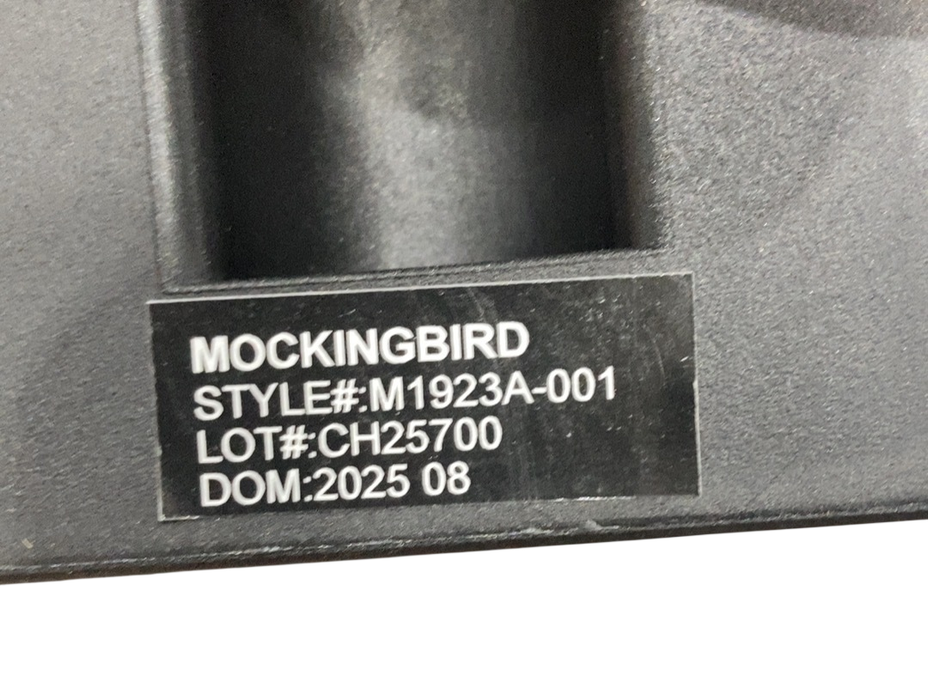 MOCKINGBIRD
STYLE#:M1923A-001
LOT#:CH25700
DOM:2025 08